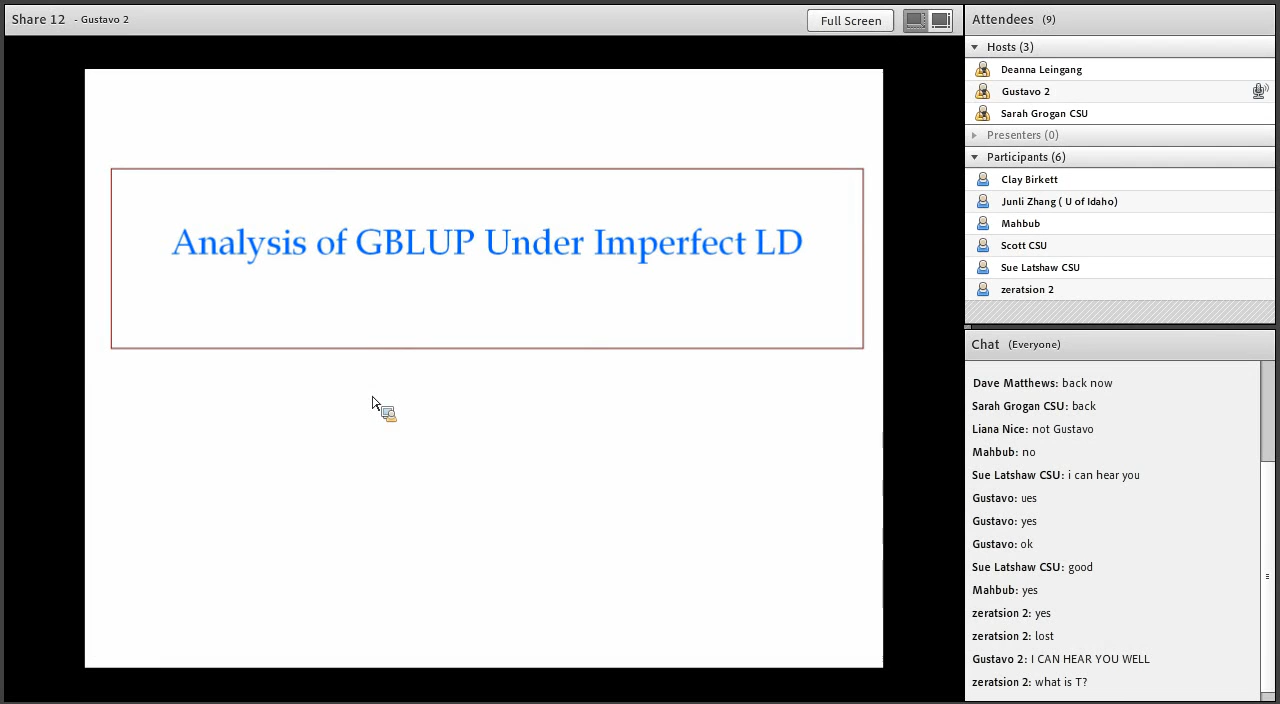 Share 12 - Gustavo 2
Full Screen
Analysis of GBLUP Under Imperfect LD
Attendees (9)
Hosts (3)
Deanna Leingang
Gustavo 2
Sarah Grogan CSU
Presenters (0)
Participants (6)
Clay Birkett
Junli Zhang ( U of Idaho)
Mahbub
Scott CSU
Sue Latshaw CSU
zeratsion 2
Chat (Everyone)
Dave Matthews: back now
Sarah Grogan CSU: back
Liana Nice: not Gustavo
Mahbub: no
Sue Latshaw CSU: i can hear you
Gustavo: ues
Gustavo: yes
Gustavo: ok
Sue Latshaw CSU: good
Mahbub: yes
zeratsion 2: yes
zeratsion 2: lost
Gustavo 2: I CAN HEAR YOU WELL
zeratsion 2: what is T?